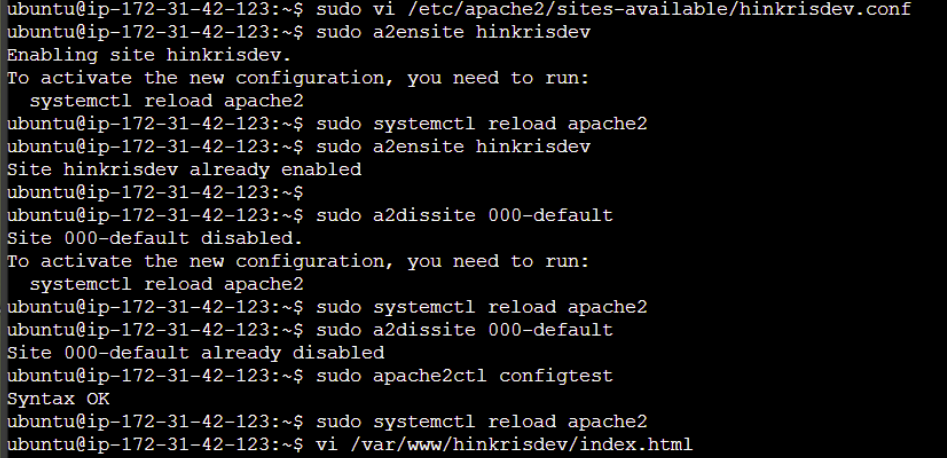 ubuntu@ip-172-31-42-123:~$ sudo vi /etc/apache2/sites-available/hinkrisdev.conf
ubuntu@ip-172-31-42-123:~$ sudo a2ensite hinkrisdev
Enabling site hinkrisdev.
To activate the new configuration, you need to run:
  systemctl reload apache2
ubuntu@ip-172-31-42-123:~$ sudo systemctl reload apache2
ubuntu@ip-172-31-42-123:~$ sudo a2ensite hinkrisdev
Site hinkrisdev already enabled
ubuntu@ip-172-31-42-123:~$
ubuntu@ip-172-31-42-123:~$ sudo a2dissite 000-default
Site 000-default disabled.
To activate the new configuration, you need to run:
  systemctl reload apache2
ubuntu@ip-172-31-42-123:~$ sudo systemctl reload apache2
ubuntu@ip-172-31-42-123:~$ sudo a2dissite 000-default
Site 000-default already disabled
ubuntu@ip-172-31-42-123:~$ sudo apache2ctl configtest
Syntax OK
ubuntu@ip-172-31-42-123:~$ sudo systemctl reload apache2
ubuntu@ip-172-31-42-123:~$ vi /var/www/hinkrisdev/index.html